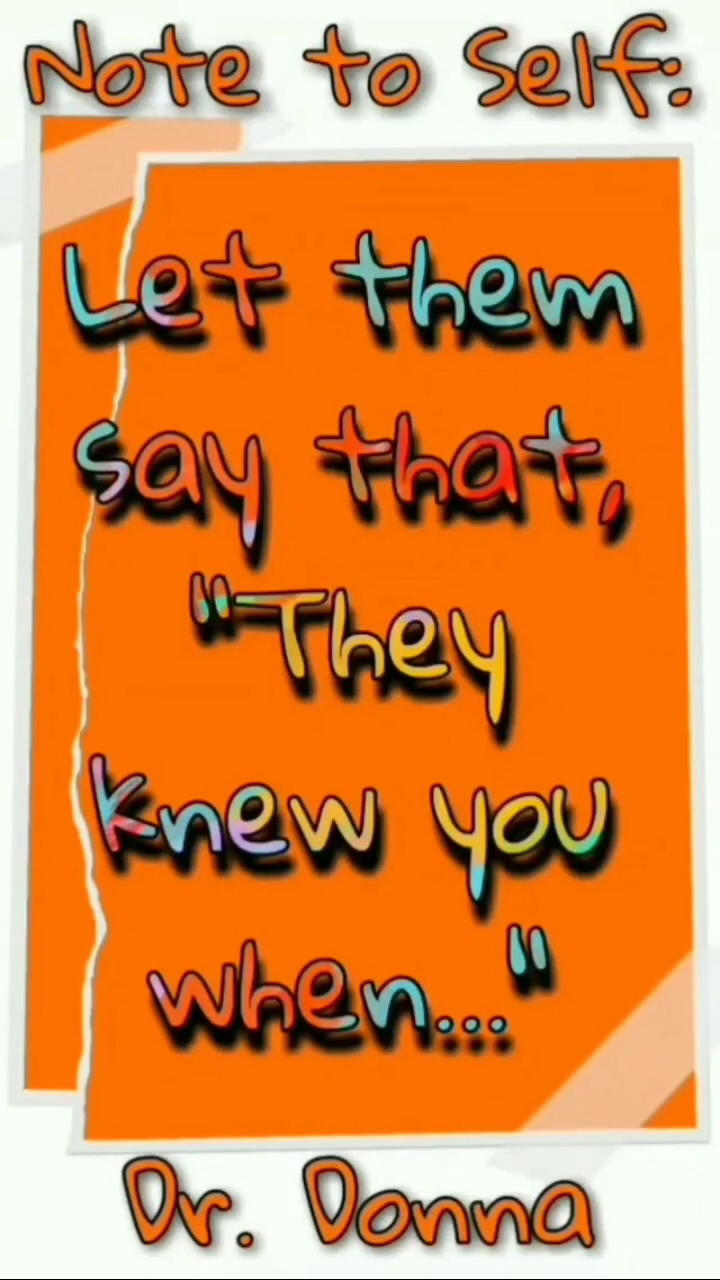 Note to Self:
Let them
say that,
"They
knew you
when..."
Dr. Donna